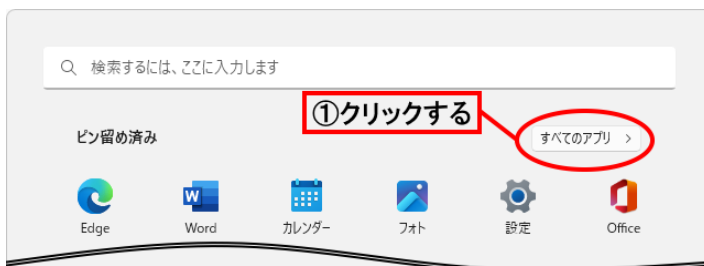 検索するには、ここに入力します
①クリックする
ピン留め済み
すべてのアプリ >
Edge
Word
カレンダー
フォト
設定
Office